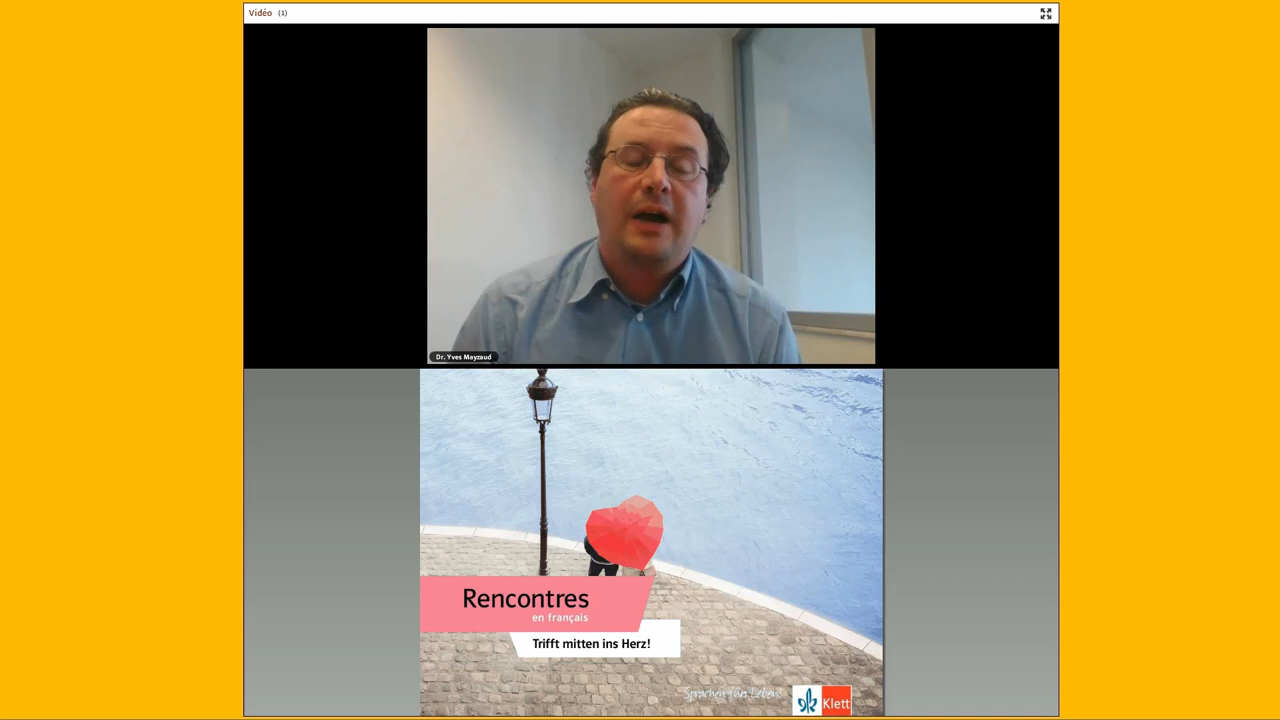 Vidéo (1)
Dr. Yves Mayzaud
Rencontres
en français
Trifft mitten ins Herz!
Sprachen fürs Leben!
Klett